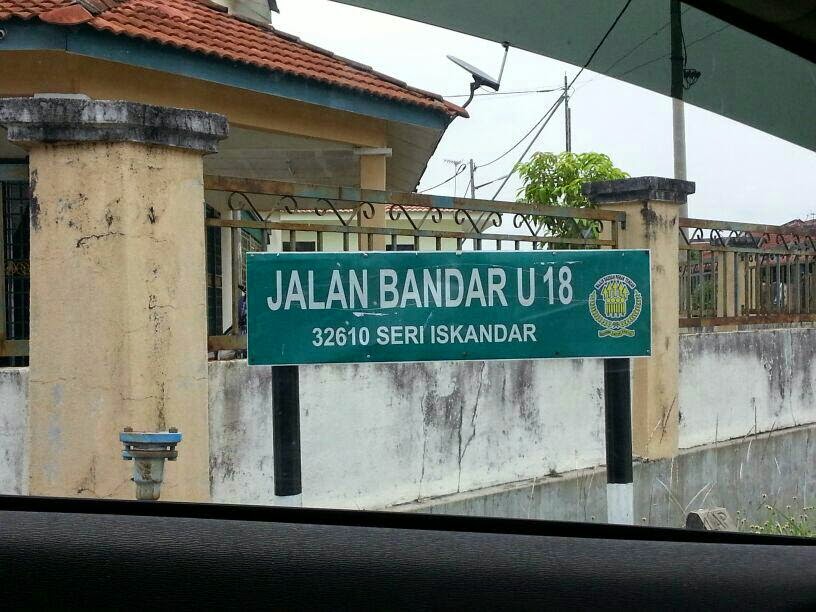 JALAN BANDAR U 18
32610 SERI ISKANDAR